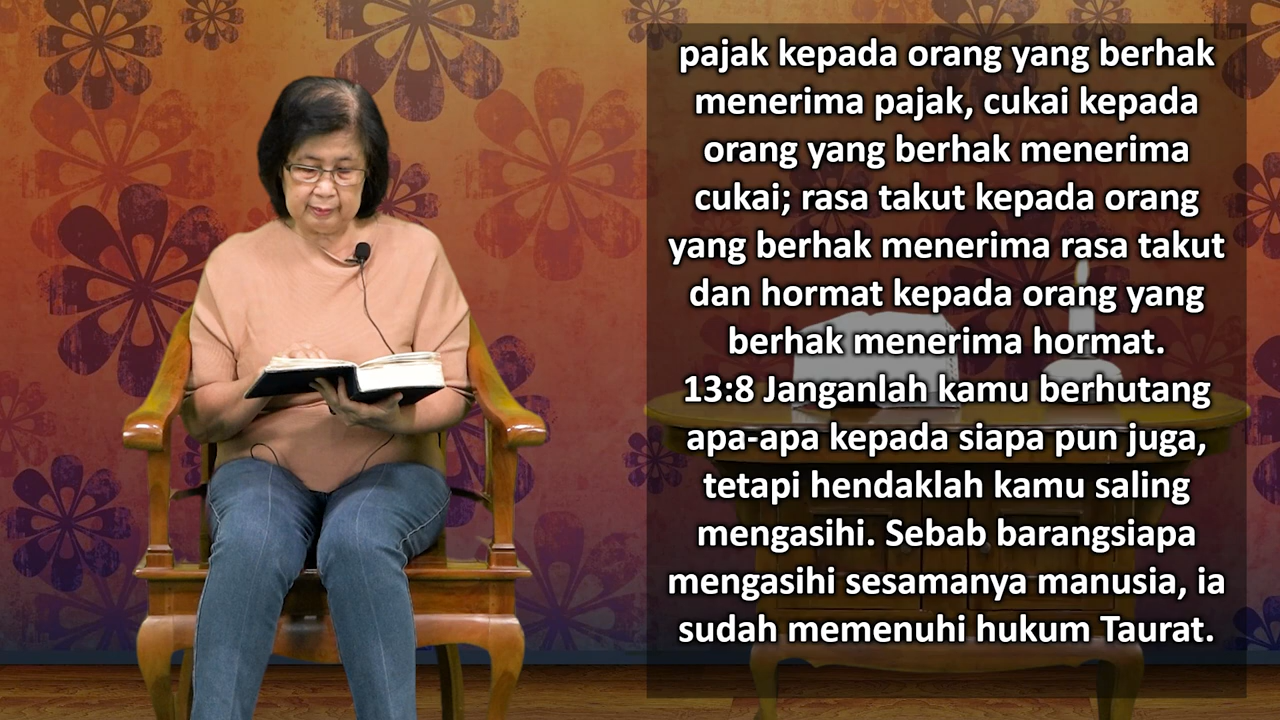 pajak kepada orang yang berhak
menerima pajak, cukai kepada
orang yang berhak menerima
cukai; rasa takut kepada orang
yang berhak menerima rasa takut
dan hormat kepada orang yang
berhak menerima hormat.
13:8 Janganlah kamu berhutang
apa-apa kepada siapa pun juga,
tetapi hendaklah kamu saling
mengasihi. Sebab barangsiapa
mengasihi sesamanya manusia, ia
sudah memenuhi hukum Taurat.